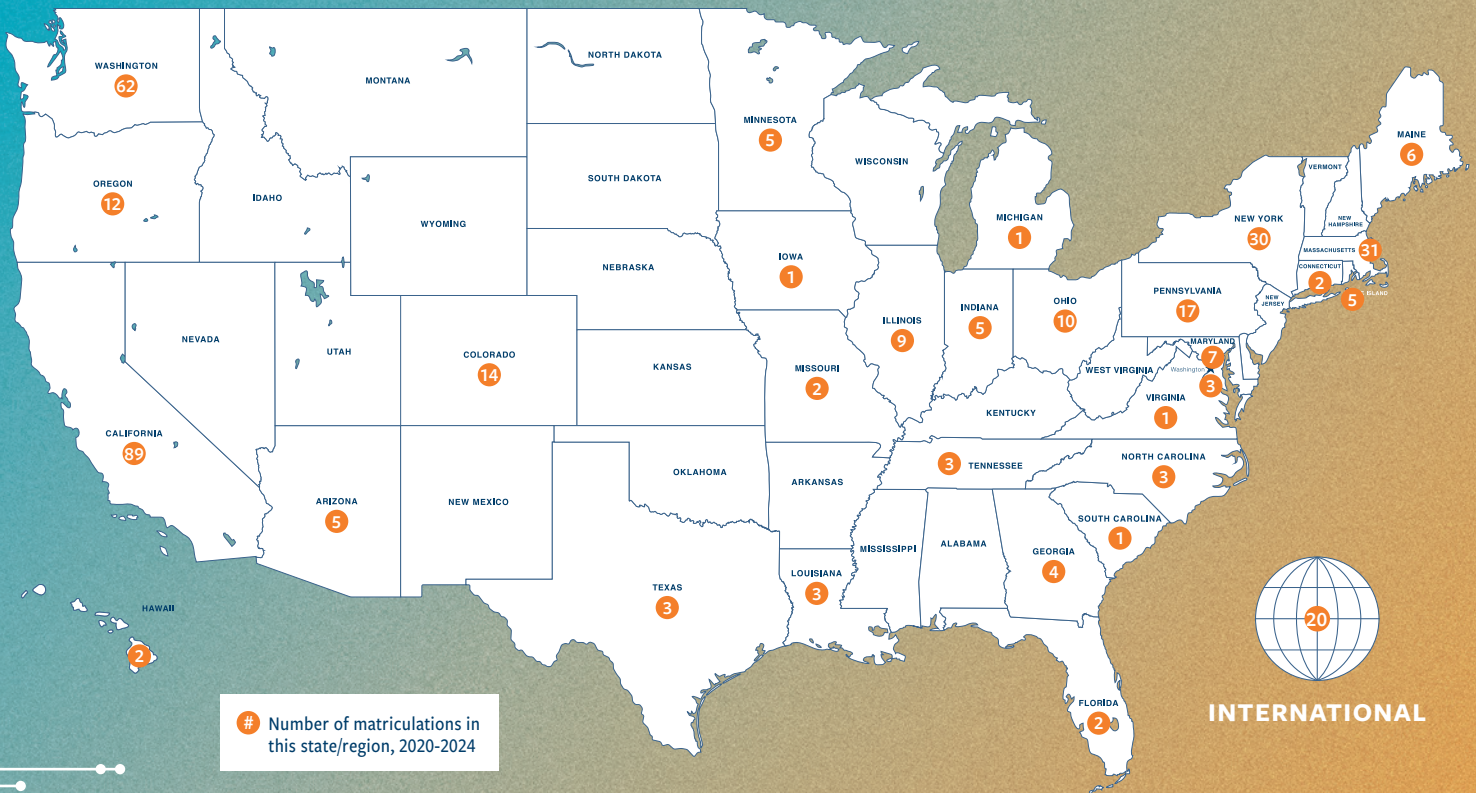 WASHINGTON
62
MONTANA
NORTH DAKOTA
MINNESOTA
5
MAINE
6
OREGON
12
IDAHO
WYOMING
SOUTH DAKOTA
WISCONSIN
MICHIGAN
1
VERMONT
NEW
HAMPSHIRE
NEW YORK
30
MASSACHUSETTS
31
CONNECTICUT
2
ISLAND
5
NEVADA
UTAH
COLORADO
14
NEBRASKA
IOWA
1
ILLINOIS
9
INDIANA
5
OHIO
10
PENNSYLVANIA
17
NEW
JERSEY
MARYLAND
7
Washington
3
CALIFORNIA
89
KANSAS
MISSOURI
2
KENTUCKY
WEST VIRGINIA
VIRGINIA
1
ARIZONA
5
NEW MEXICO
OKLAHOMA
ARKANSAS
3
TENNESSEE
NORTH CAROLINA
3
SOUTH CAROLINA
1
TEXAS
3
LOUISIANA
3
MISSISSIPPI
ALABAMA
GEORGIA
4
HAWAII
2
FLORIDA
2
20
INTERNATIONAL
# Number of matriculations in
this state/region, 2020-2024